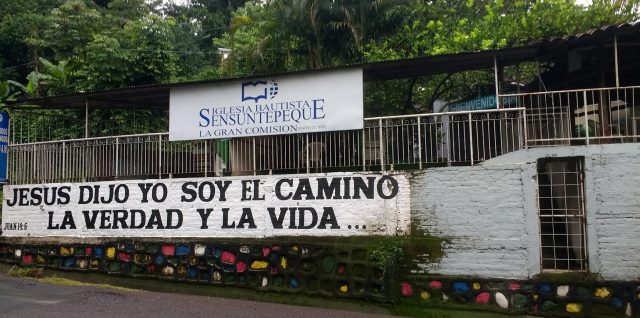 IGLESIA BAUTISTA
SENSUNTEPEQUE
LA GRAN COMISION
BIENVENIDO
JESUS DIJO YO SOY EL CAMINO
LA VERDAD Y LA VIDA...
JUAN 14:6